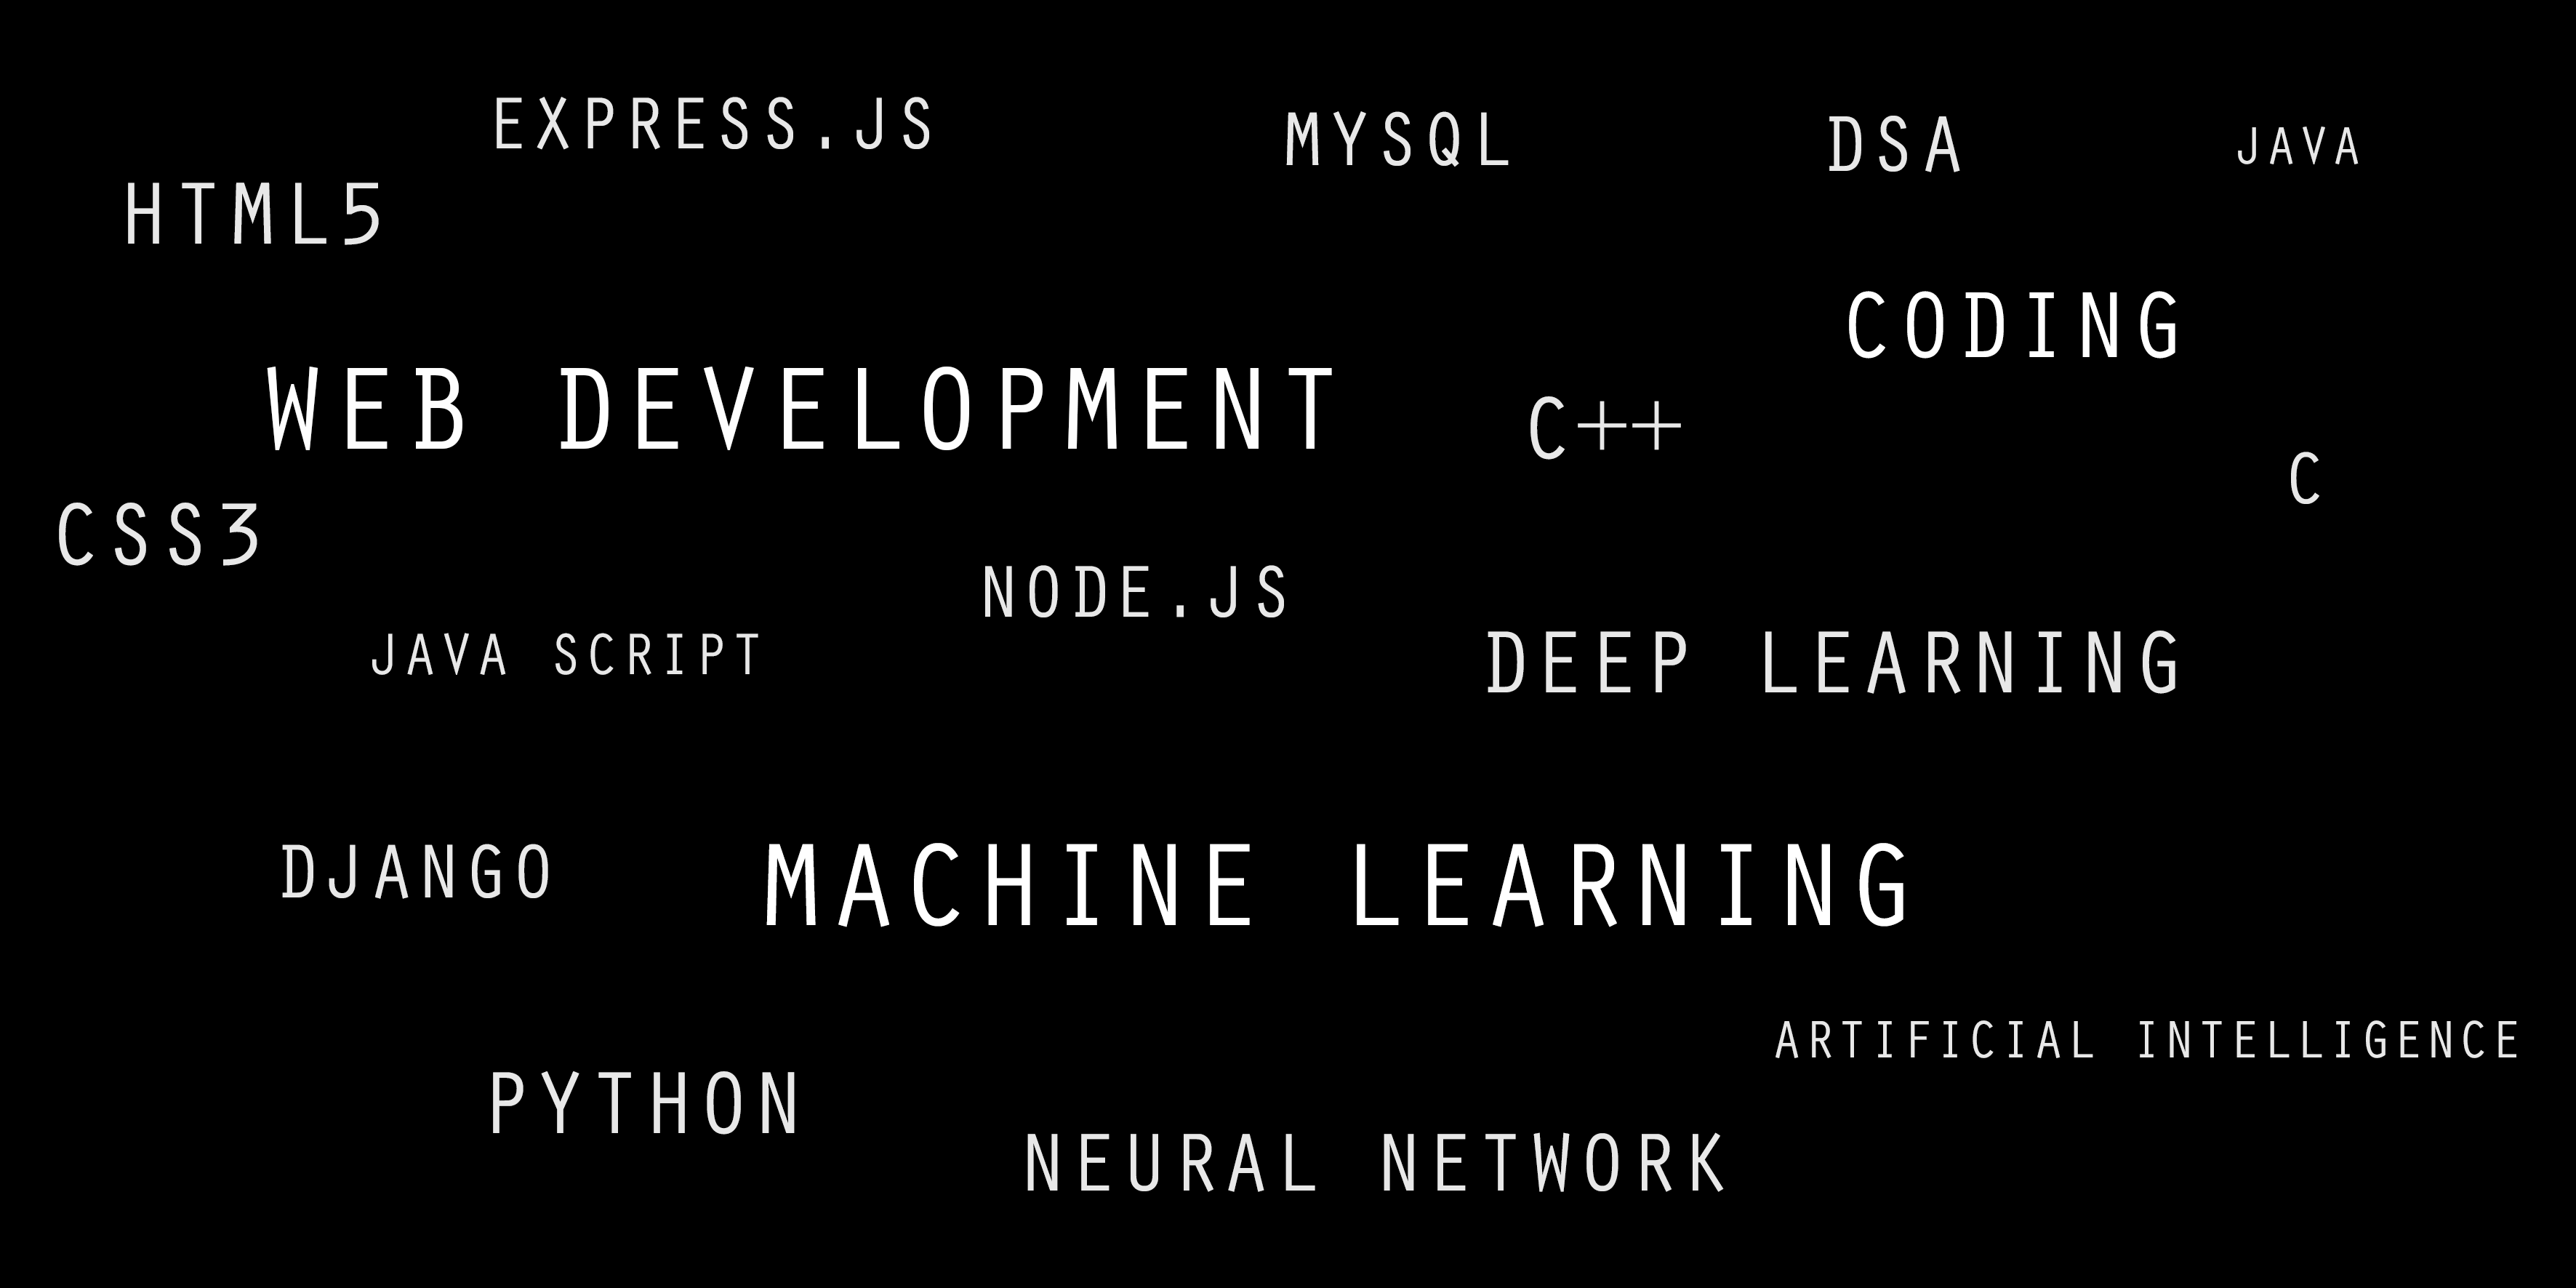 EXPRESS.JS
MYSQL
DSA
JAVA
HTML5
CODING
WEB DEVELOPMENT
C++
C
CSS3
NODE.JS
JAVA SCRIPT
DEEP LEARNING
DJANGO
MACHINE LEARNING
ARTIFICIAL INTELLIGENCE
PYTHON
NEURAL NETWORK